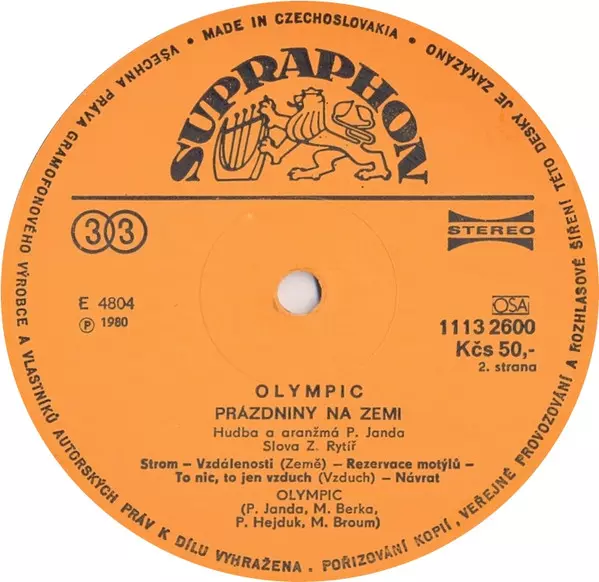 VŠECHNA PRÁVA GRAMOFONOVÉHO VÝROBCE A VLASTNÍKŮ AUTORSKÝCH PRÁV K DÍLU VYHRAŽENA. POŘIZOVÁNÍ KOPIÍ, VEŘEJNÉ PROVOZOVÁNÍ A ROZHLASOVÉ ŠÍŘENÍ TÉTO DESKY JE ZAKÁZÁNO • MADE IN CZECHOSLOVAKIA •
SUPRAPHON
33
STEREO
E 4804
Ⓟ 1980
OSA
1113 2600
Kčs 50,-
2. strana
OLYMPIC
PRÁZDNINY NA ZEMI
Hudba a aranžmá P. Janda
Slova Z. Rytíř
Strom – Vzdálenosti (Země) – Rezervace motýlů –
To nic, to jen vzduch (Vzduch) – Návrat
OLYMPIC
(P. Janda, M. Berka,
P. Hejduk, M. Broum)